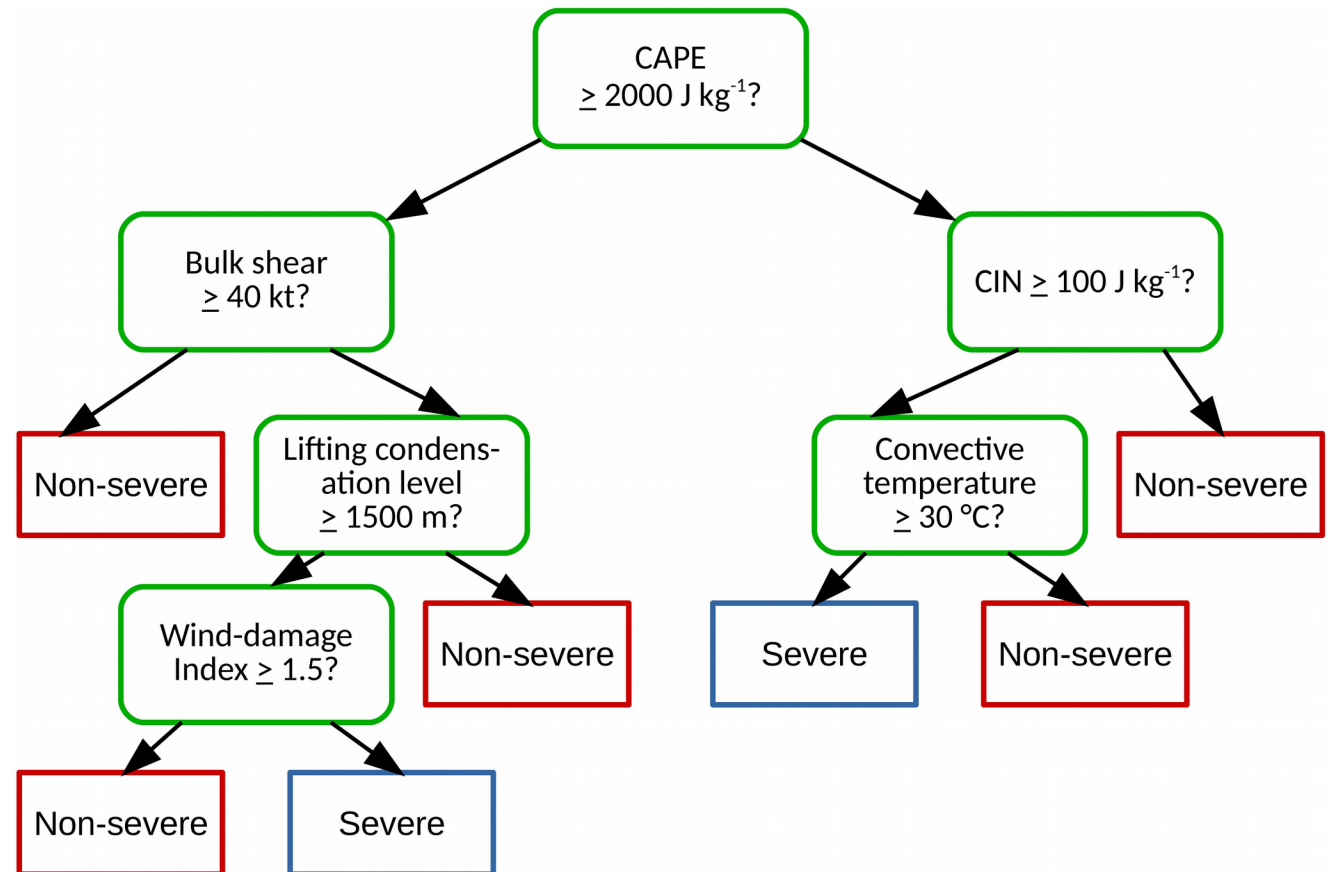 CAPE
≥ 2000 J kg⁻¹?
Bulk shear
≥ 40 kt?
CIN ≥ 100 J kg⁻¹?
Non-severe
Lifting condens-
ation level
≥ 1500 m?
Convective
temperature
≥ 30 °C?
Non-severe
Wind-damage
Index ≥ 1.5?
Non-severe
Severe
Non-severe
Non-severe
Severe